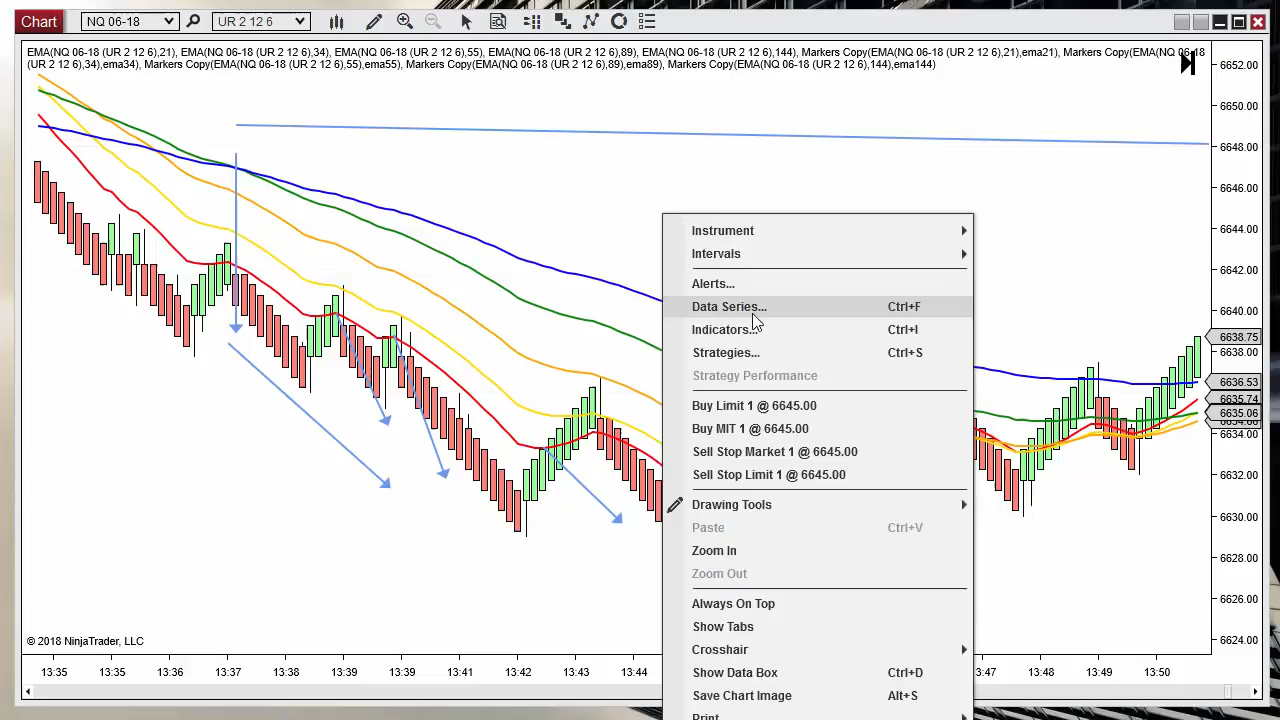 Chart NQ 06-18 UR 2 12 6
EMA(NQ 06-18 (UR 2 12 6),21), EMA(NQ 06-18 (UR 2 12 6),34), EMA(NQ 06-18 (UR 2 12 6),55), EMA(NQ 06-18 (UR 2 12 6),89), EMA(NQ 06-18 (UR 2 12 6),144), Markers Copy(EMA(NQ 06-18 (UR 2 12 6),21),ema21), Markers Copy(EMA(NQ 06-18
(UR 2 12 6),34),ema34), Markers Copy(EMA(NQ 06-18 (UR 2 12 6),55),ema55), Markers Copy(EMA(NQ 06-18 (UR 2 12 6),89),ema89), Markers Copy(EMA(NQ 06-18 (UR 2 12 6),144),ema144)
6652.00
6650.00
6648.00
6646.00
6644.00
6642.00
6640.00
6638.75
6638.00
6636.53
6635.74
6635.06
6634.00
6632.00
6630.00
6628.00
6626.00
6624.00
Instrument
Intervals
Alerts...
Data Series... Ctrl+F
Indicators... Ctrl+I
Strategies... Ctrl+S
Strategy Performance
Buy Limit 1 @ 6645.00
Buy MIT 1 @ 6645.00
Sell Stop Market 1 @ 6645.00
Sell Stop Limit 1 @ 6645.00
Drawing Tools
Paste Ctrl+V
Zoom In
Zoom Out
Always On Top
Show Tabs
Crosshair
Show Data Box Ctrl+D
Save Chart Image Alt+S
Print
© 2018 NinjaTrader, LLC
13:35 13:35 13:36 13:37 13:39 13:39 13:41 13:42 13:43 13:44 13:47 13:48 13:49 13:50